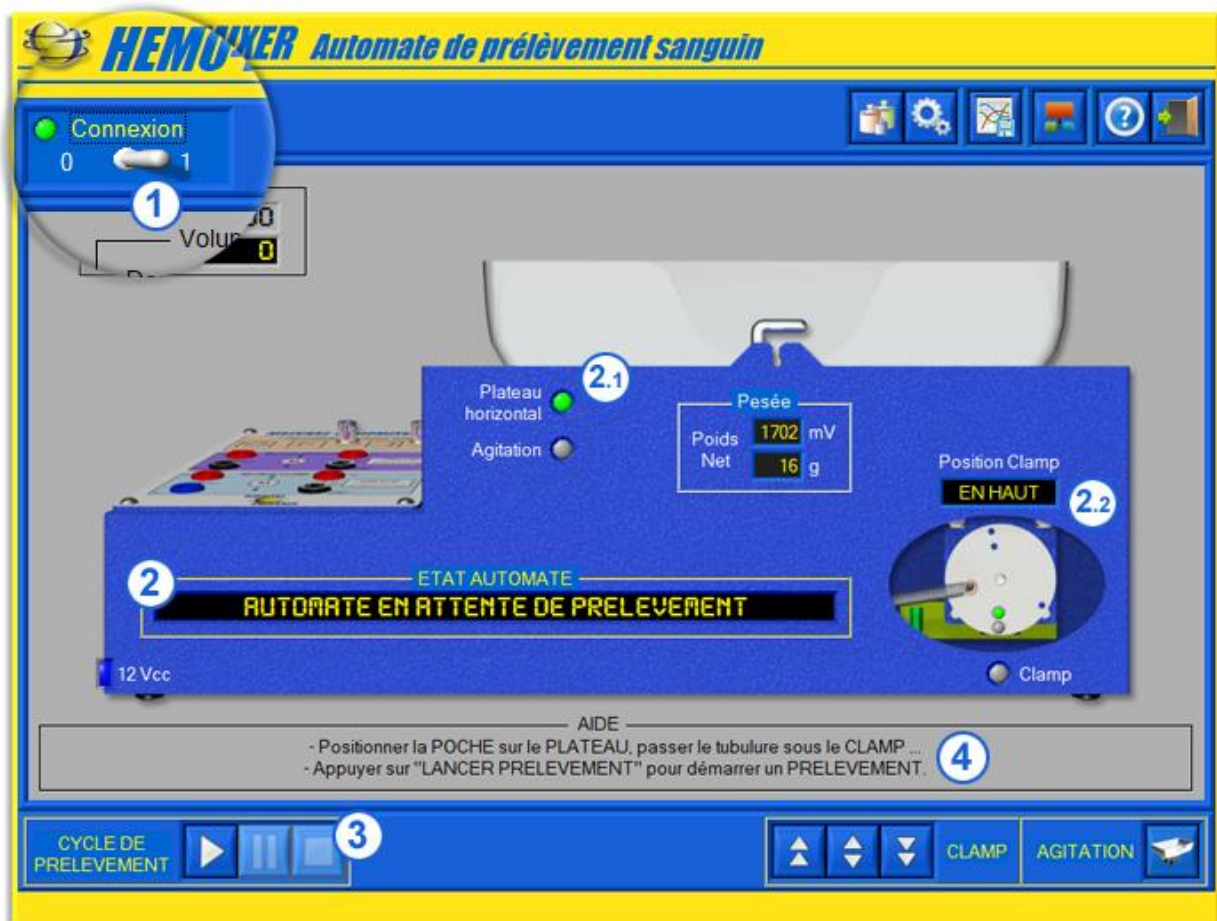 HEMOMIXER Automate de prélèvement sanguin
Connexion
0 1
1
00
Volu
0
Plateau
horizontal
2.1
Agitation
Pesée
Poids 1702 mV
Net 16 g
Position Clamp
EN HAUT
2.2
2
ETAT AUTOMATE
AUTOMATE EN ATTENTE DE PRELEVEMENT
12 Vcc
Clamp
AIDE
- Positionner la POCHE sur le PLATEAU, passer le tubulure sous le CLAMP ...
- Appuyer sur "LANCER PRELEVEMENT" pour démarrer un PRELEVEMENT.
4
CYCLE DE
PRELEVEMENT
3
CLAMP
AGITATION